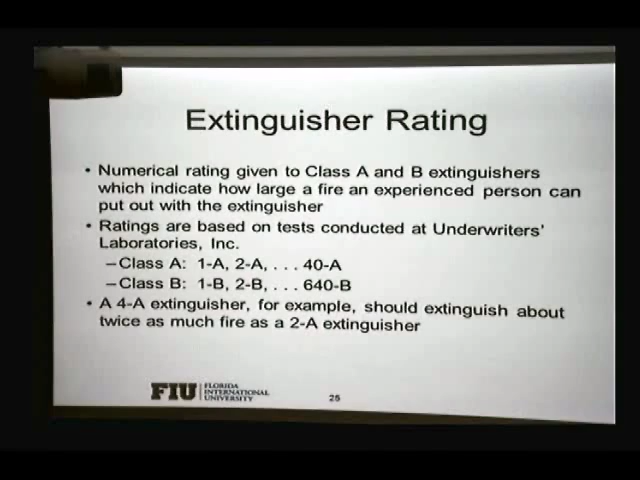 Extinguisher Rating
• Numerical rating given to Class A and B extinguishers
which indicate how large a fire an experienced person can
put out with the extinguisher
• Ratings are based on tests conducted at Underwriters'
Laboratories, Inc.
–Class A: 1-A, 2-A, . . . 40-A
–Class B: 1-B, 2-B, . . . 640-B
• A 4-A extinguisher, for example, should extinguish about
twice as much fire as a 2-A extinguisher
FIU
FLORIDA
INTERNATIONAL
UNIVERSITY
25